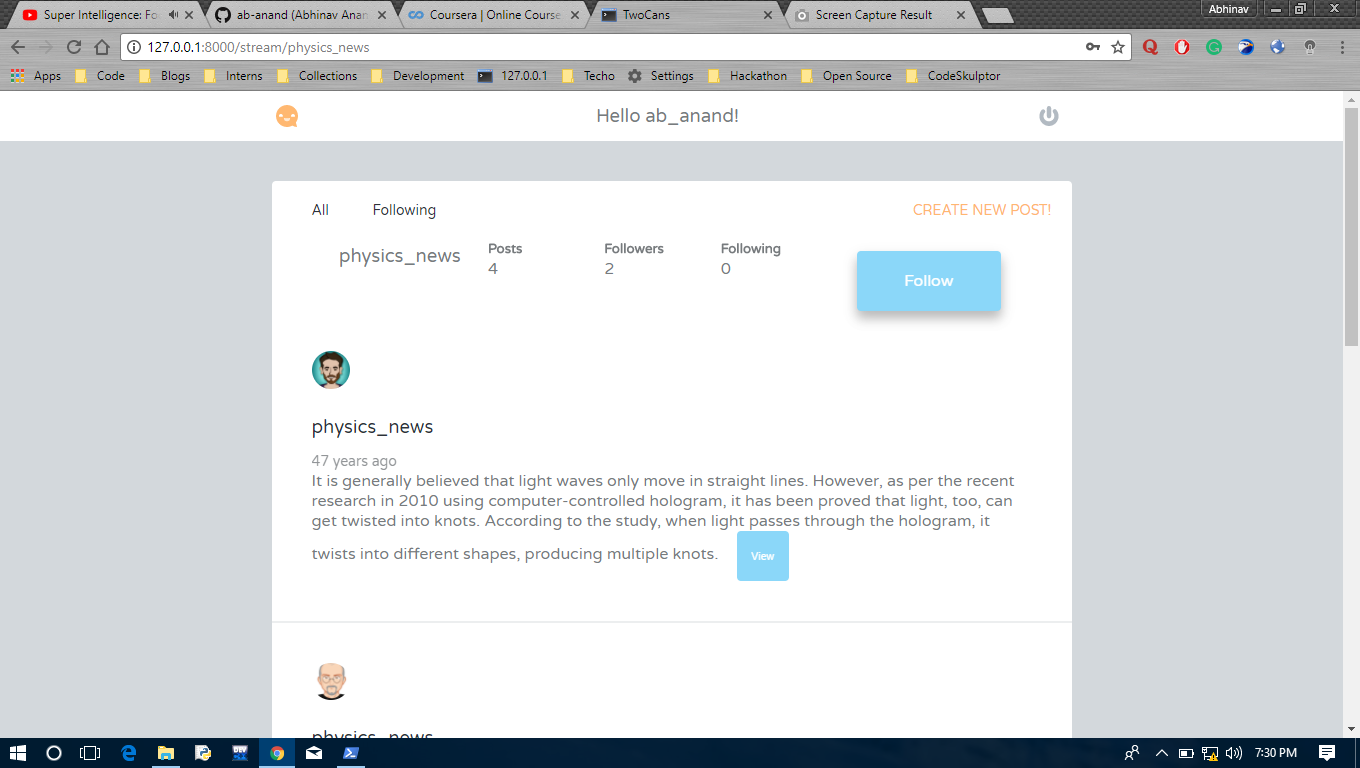 Super Intelligence: Fo
ab-anand (Abhinav Anan
Coursera | Online Course
TwoCans
Screen Capture Result
Abhinav
127.0.0.1:8000/stream/physics_news
Apps Code Blogs Interns Collections Development 127.0.0.1 Techo Settings Hackathon Open Source CodeSkulptor
Hello ab_anand!
All Following CREATE NEW POST!
physics_news
Posts Followers Following
4 2 0
Follow
physics_news
47 years ago
It is generally believed that light waves only move in straight lines. However, as per the recent
research in 2010 using computer-controlled hologram, it has been proved that light, too, can
get twisted into knots. According to the study, when light passes through the hologram, it
twists into different shapes, producing multiple knots. View
physics_news
7:30 PM